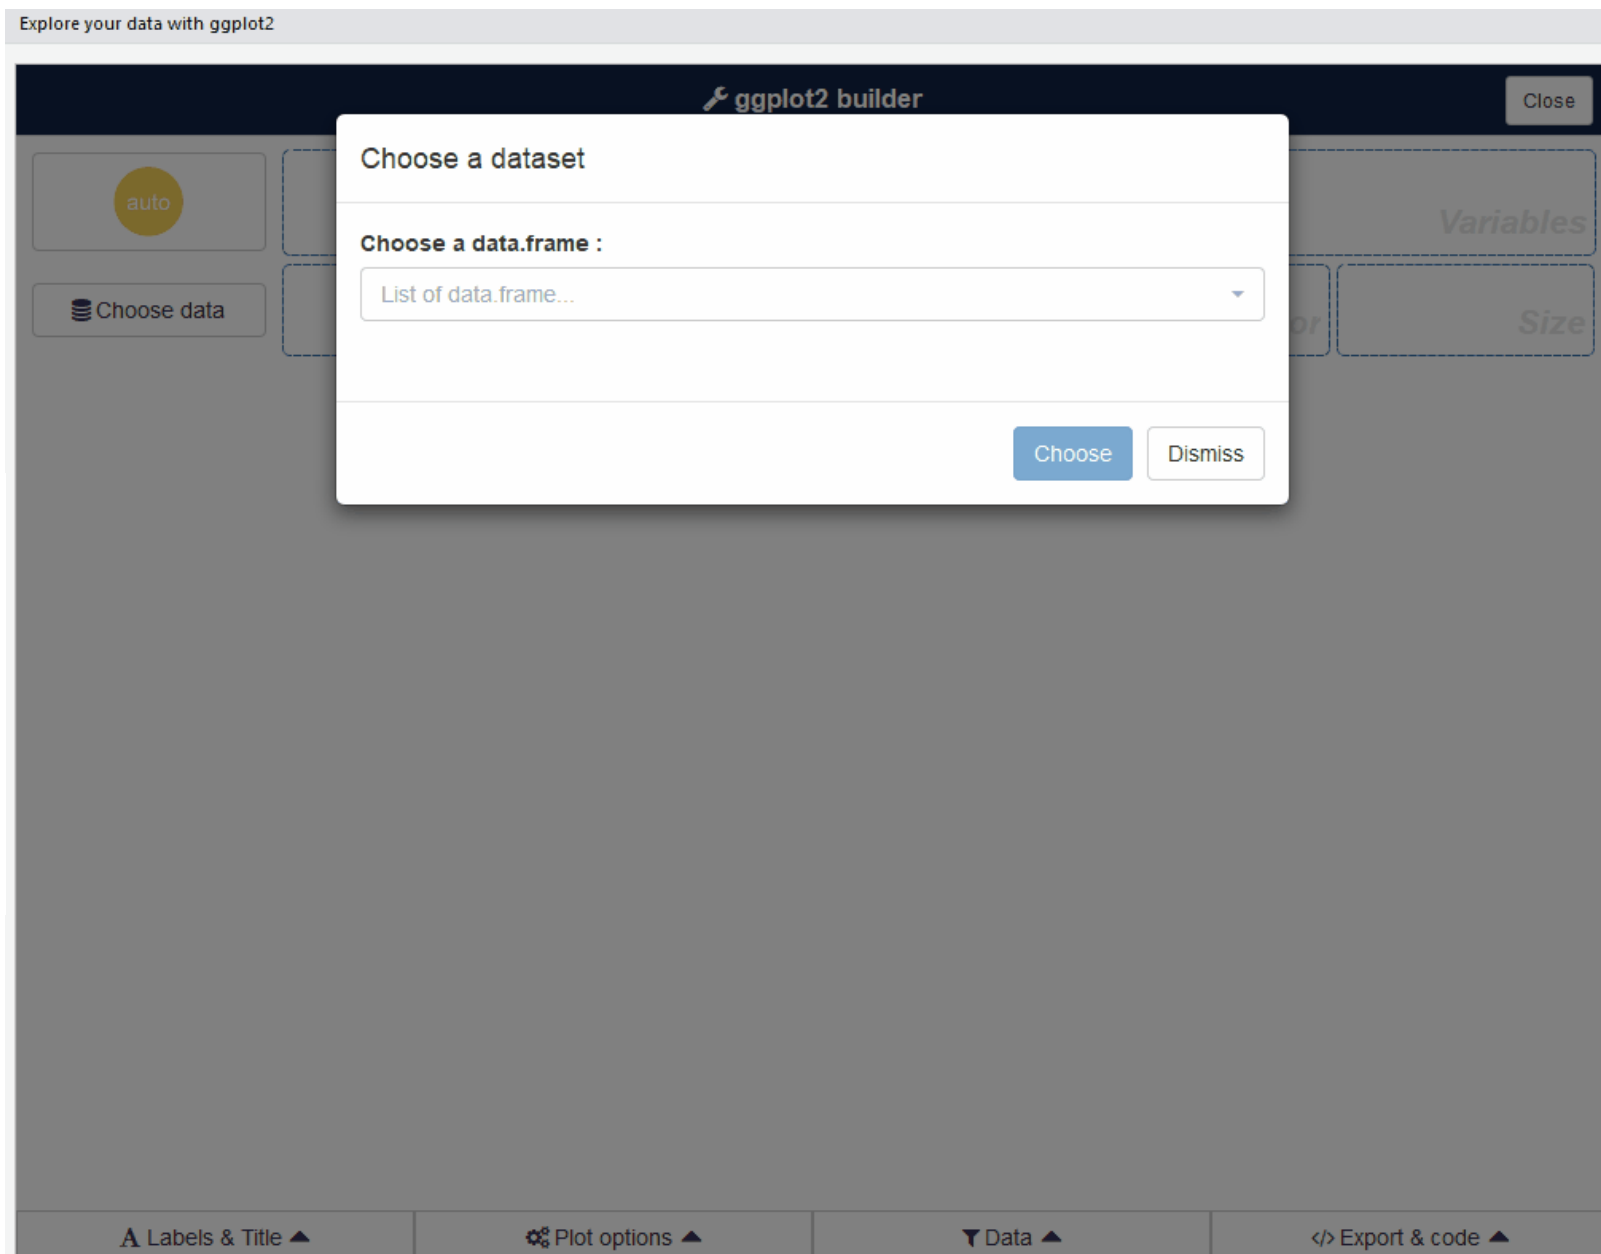 Explore your data with ggplot2
ggplot2 builder
Close
Choose a dataset
auto
Variables
Choose a data.frame :
List of data.frame...
Choose data
or
Size
Choose
Dismiss
A Labels & Title
Plot options
Data
</> Export & code